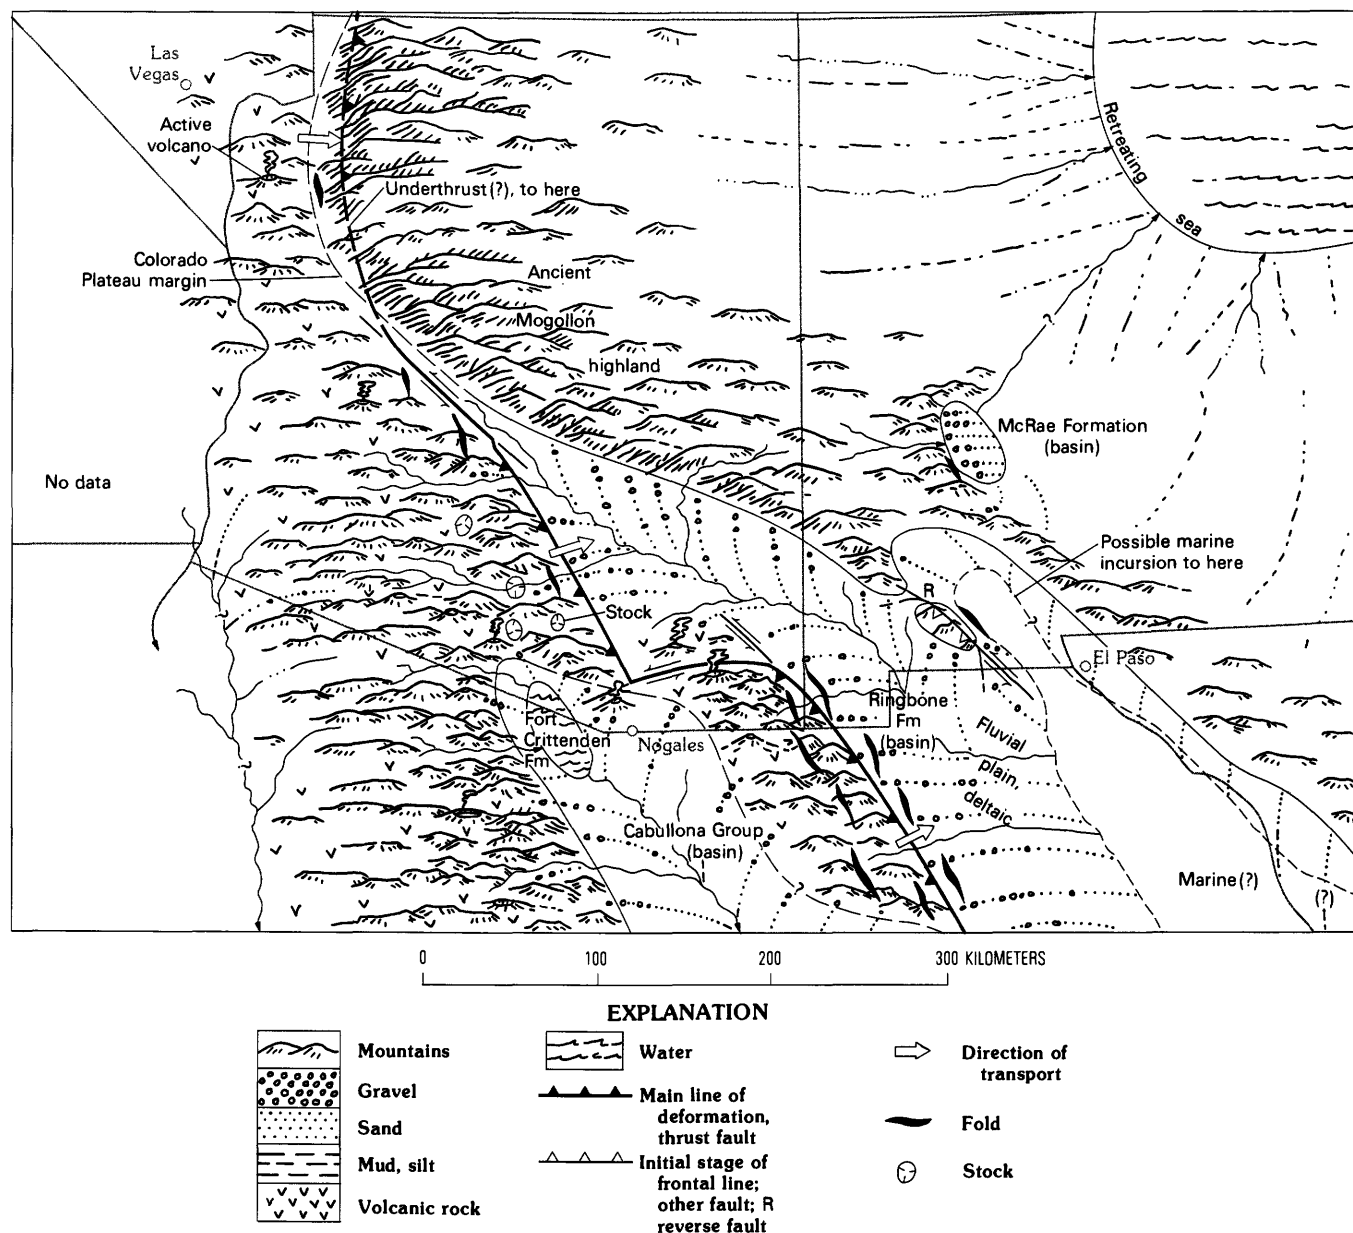 Las
Vegas
Active
volcano
Underthrust(?), to here
Colorado
Plateau margin
Ancient
Mogollon
highland
Retreating
sea
?
McRae Formation
(basin)
No data
Possible marine
incursion to here
R
Stock
El Paso
?
?
Fort
Crittenden
Fm
Nogales
Ringbone
Fm
(basin)
Fluvial
plain,
deltaic
Cabullona Group
(basin)
Marine(?)
(?)
0
100
200
300 KILOMETERS
EXPLANATION
Mountains
Gravel
Sand
Mud, silt
Volcanic rock
Water
Main line of
deformation,
thrust fault
Initial stage of
frontal line;
other fault; R
reverse fault
Direction of
transport
Fold
Stock